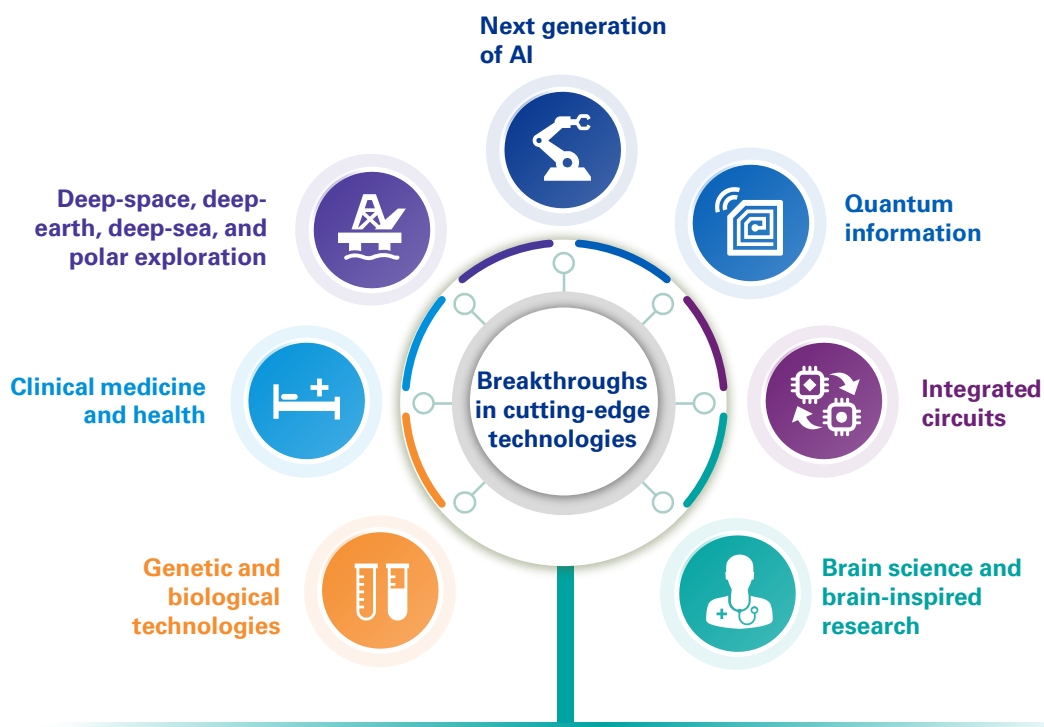 Next generation
of AI
Deep-space, deep-
earth, deep-sea, and
polar exploration
Quantum
information
Clinical medicine
and health
Breakthroughs
in cutting-edge
technologies
Integrated
circuits
Genetic and
biological
technologies
Brain science and
brain-inspired
research